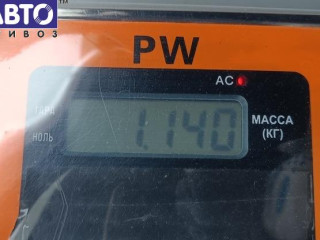 АВТО
ИВОЗ
PW
AC
ТАРА
1.140
МАССА
НОЛЬ
(КГ)